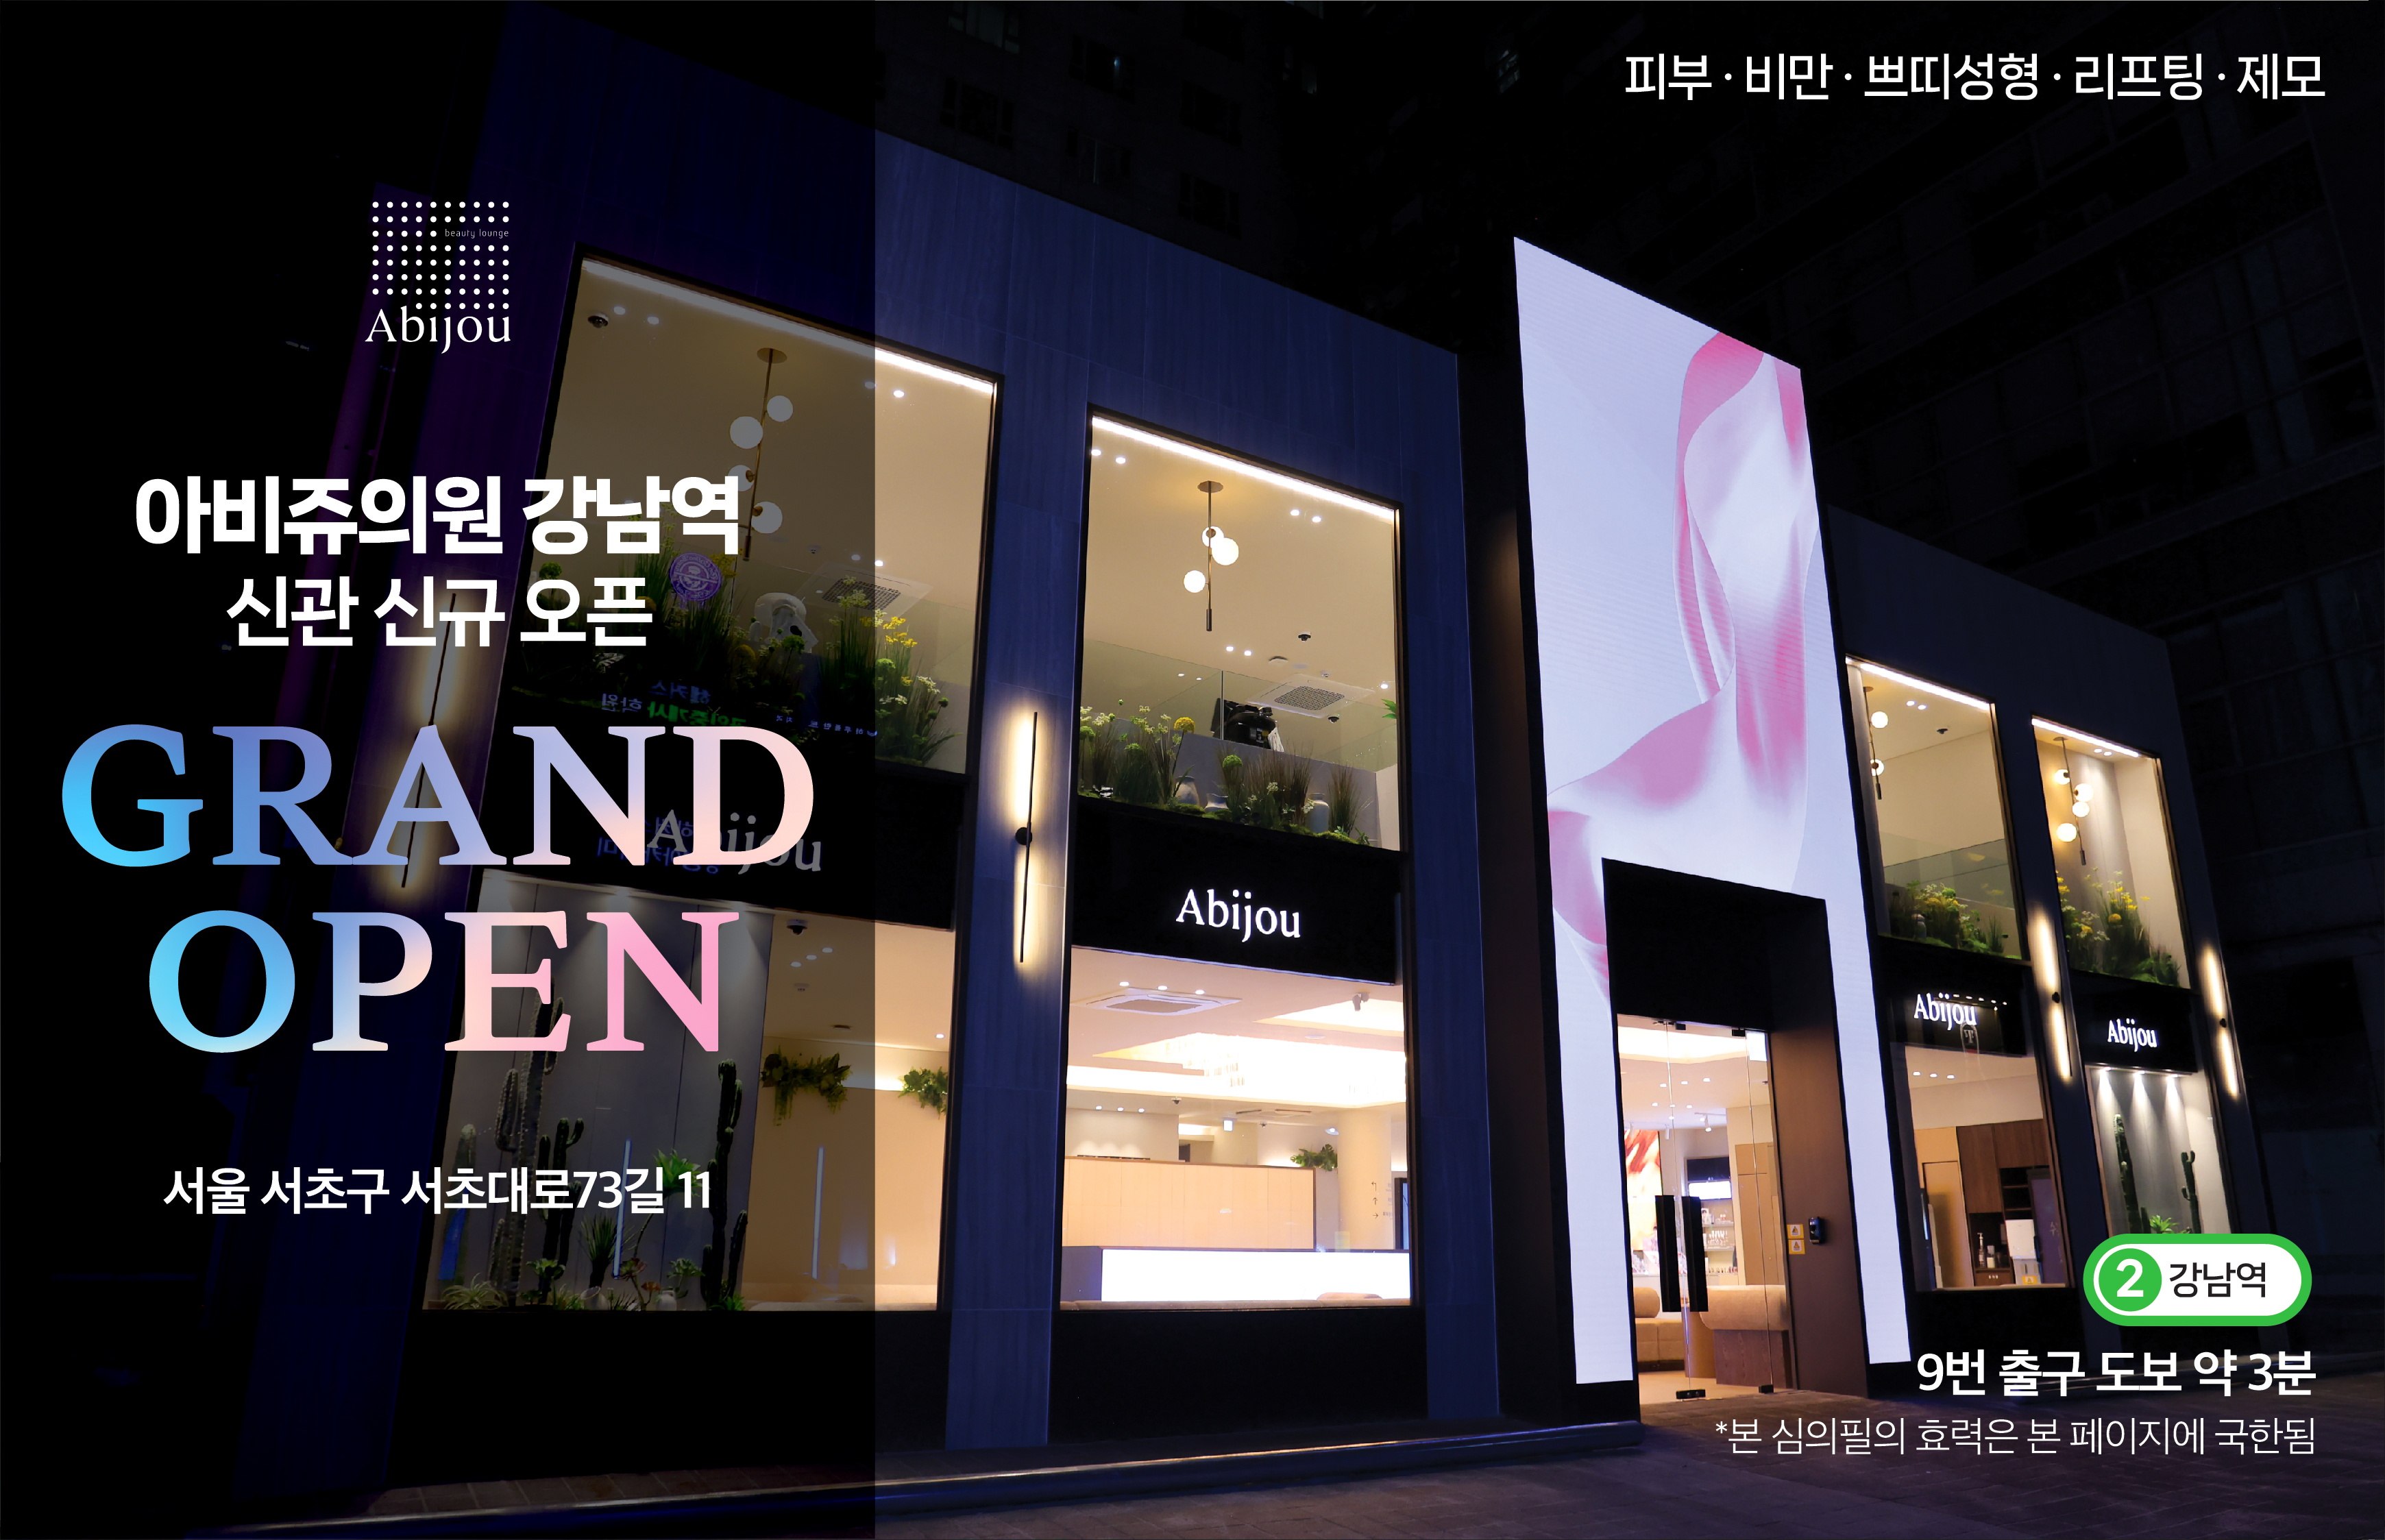 피부 · 비만 · 쁘띠성형 · 리프팅 · 제모
beauty lounge
Abijou
아비쥬의원 강남역
신관 신규 오픈
GRAND
OPEN
서울 서초구 서초대로73길 11
Abijou
Abijou
Abijou
Abijou
2 강남역
9번 출구 도보 약 3분
*본 심의필의 효력은 본 페이지에 국한됨